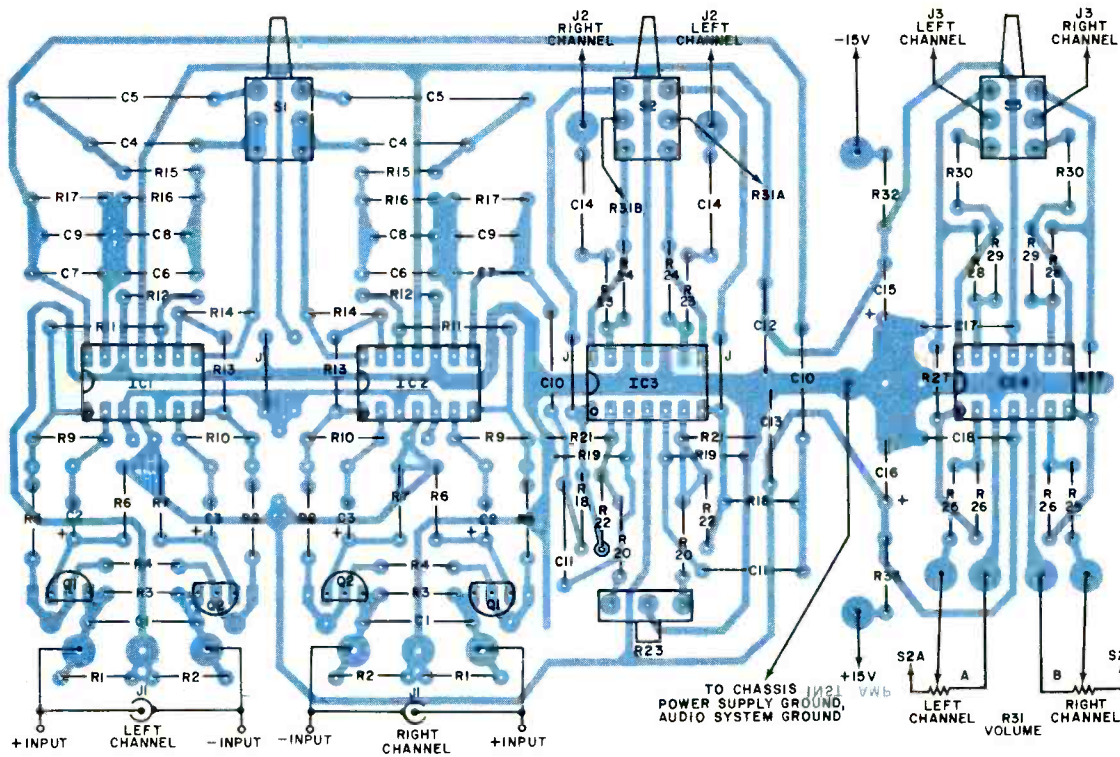 J2 RIGHT CHANNEL
J2 LEFT CHANNEL
-15V
J3 LEFT CHANNEL
J3 RIGHT CHANNEL
C5 S1 C5 S2
C4 C4
R15 R15 R30 R30
R17 R16 R16 R17 C14 R31B C14 R31A R32
C9 C8 C8 C9 R29 R29
C7 C6 C6 C7 R24 R24 R28 R28
R12 R12 R23 C15
R14 R14 +
R11 R11 C12 C17
J J J
IC1 R13 R13 IC2 C10 IC3 C10 R27
R9 R10 R10 R9 R21 R21 C13 C18
R19 R19 C16
R6 R7 R6 R18 R22 R22 R18 + R26 R26 R26
C2 C3 C3 C2
+ + + +
R20 R20
R4 R4 C11 C11
Q1 Q2 Q2 Q1
R3 R3
C1 C1
R23
R1 R2 R2 R1
J1 J1
+INPUT LEFT CHANNEL -INPUT
-INPUT RIGHT CHANNEL +INPUT
TO CHASSIS
POWER SUPPLY GROUND,
AUDIO SYSTEM GROUND
+15V
INST AMP
S2A A B
LEFT CHANNEL
R31 VOLUME
RIGHT CHANNEL